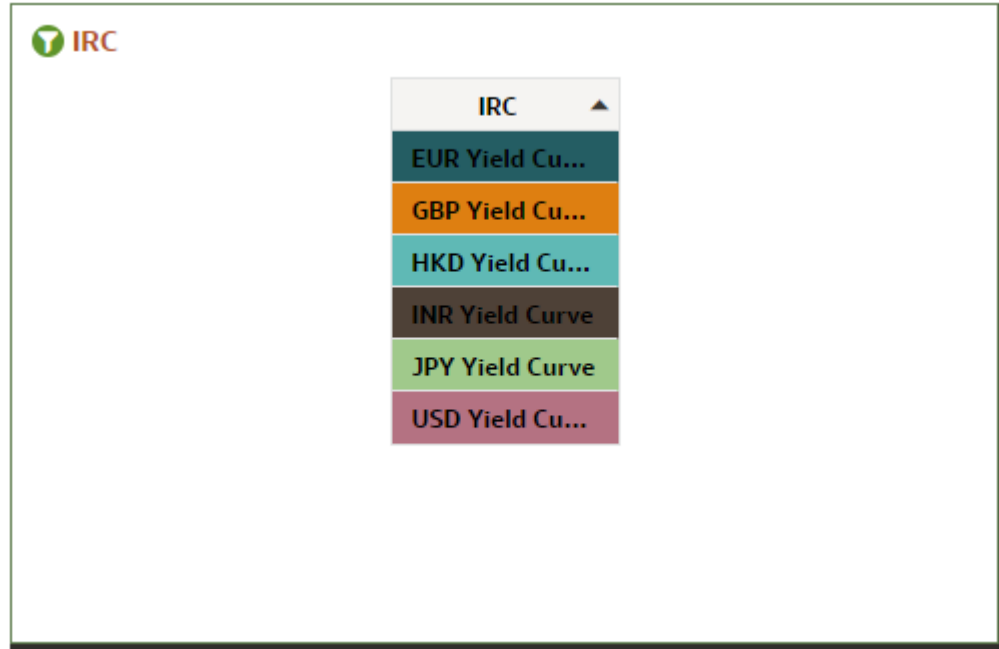 IRC
IRC
EUR Yield Cu...
GBP Yield Cu...
HKD Yield Cu...
INR Yield Curve
JPY Yield Curve
USD Yield Cu...